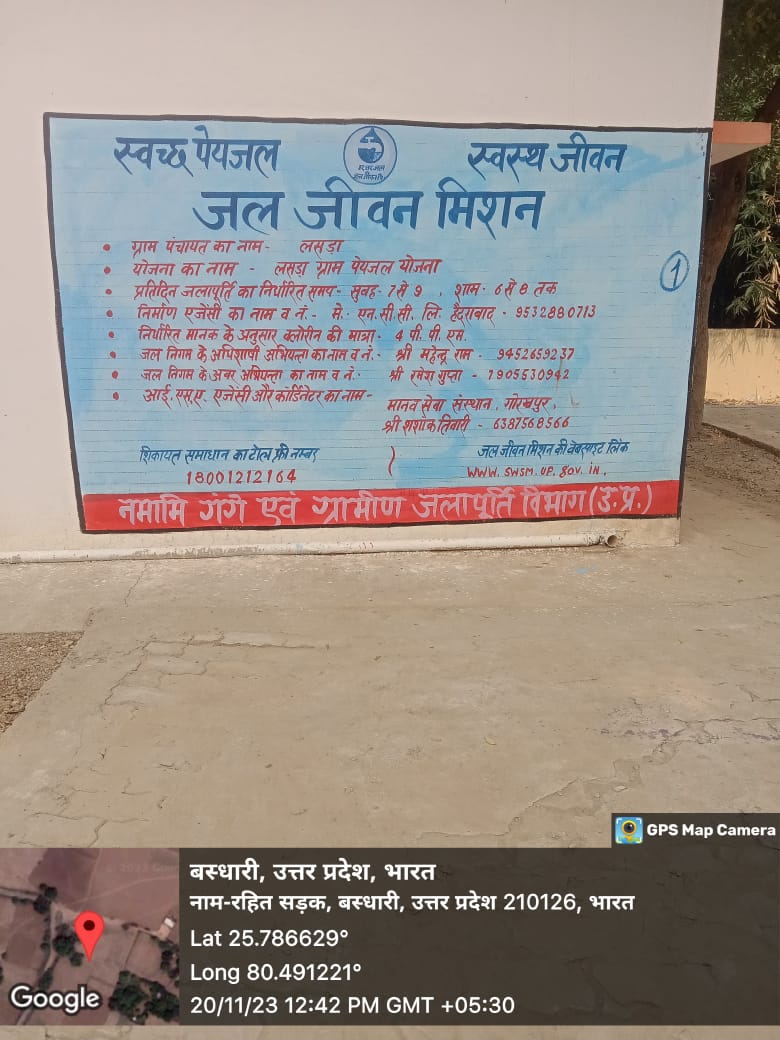 स्वच्छ पेयजल
स्वस्थ जीवन
हर घर जल
जल जीवन मिशन
• ग्राम पंचायत का नाम - लसड़ा
• योजना का नाम - लसड़ा ग्राम पेयजल योजना
• प्रतिदिन जलापूर्ति का निर्धारित समय - सुबह: 7 से 9 , शाम - 6 से 8 तक
1
• निर्माण एजेंसी का नाम व नं.- मे. एन.सी.सी. लि. हैदराबाद - 9532880713
• निर्धारित मानक के अनुसार क्लोरीन की मात्रा - 4 पी. पी. एम.
• जल निगम के अधिशाषी अभियन्ता का नाम व नं.- श्री महेन्दू राम - 9452659237
• जल निगम के अवर अभियन्ता का नाम व नं.- श्री रमेश गुप्ता - 7905530942
• आई.एस.ए. एजेंसी और कॉर्डिनेटर का नाम -
मानव सेवा संस्थान, गोरखपुर,
श्री शशांक तिवारी - 6387568566
शिकायत समाधान का टोल फ्री नम्बर
18001212164
जल जीवन मिशन की वेबसाइट लिंक
www.swsm.up.gov.in.
नमामि गंगे एवं ग्रामीण जलापूर्ति विभाग (उ.प्र.)
GPS Map Camera
बस्धारी, उत्तर प्रदेश, भारत
नाम-रहित सड़क, बस्धारी, उत्तर प्रदेश 210126, भारत
Lat 25.786629°
Long 80.491221°
20/11/23 12:42 PM GMT +05:30
Google